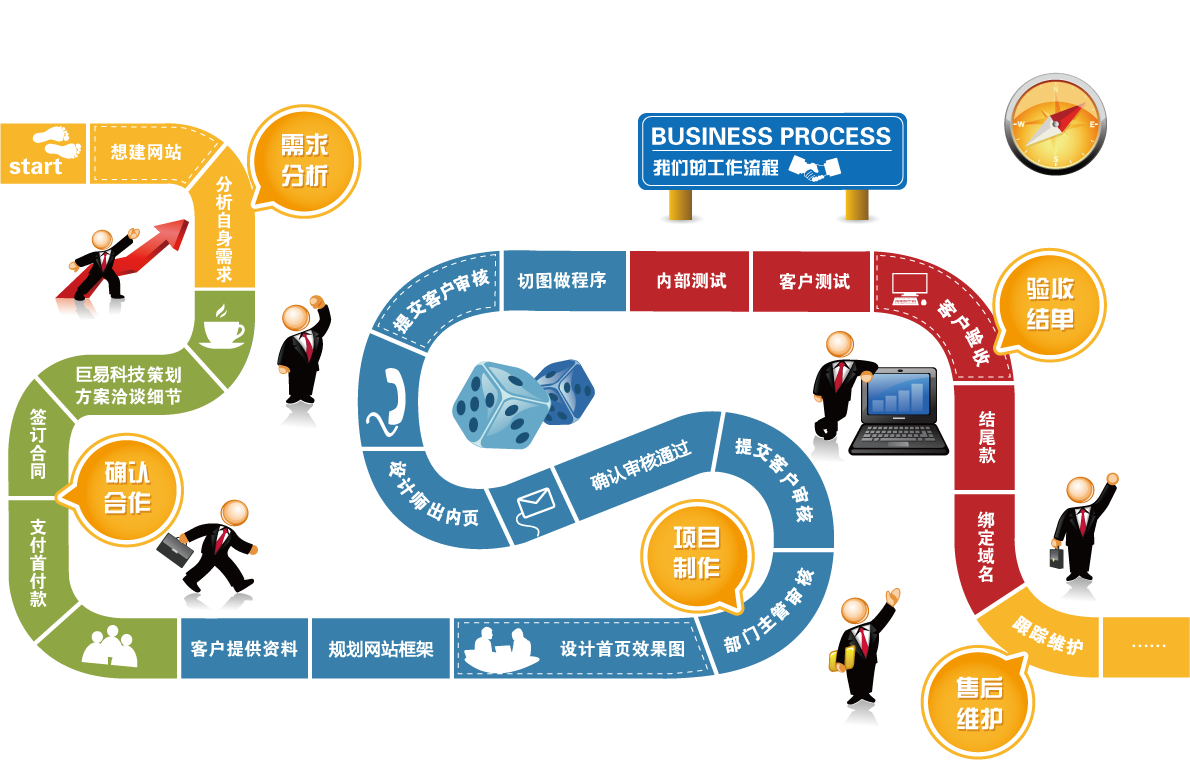 BUSINESS PROCESS
我们的工作流程
N
E
S
W
start
想建网站
分析自身需求
需求
分析
巨易科技策划
方案洽谈细节
签订合同
确认
合作
支付首付款
客户提供资料
规划网站框架
设计首页效果图
部门主管审核
项目
制作
提交客户审核
确认审核通过
设计师出内页
提交客户审核
切图做程序
内部测试
客户测试
客户验收
验收
结单
结尾款
绑定域名
跟踪维护
售后
维护
……